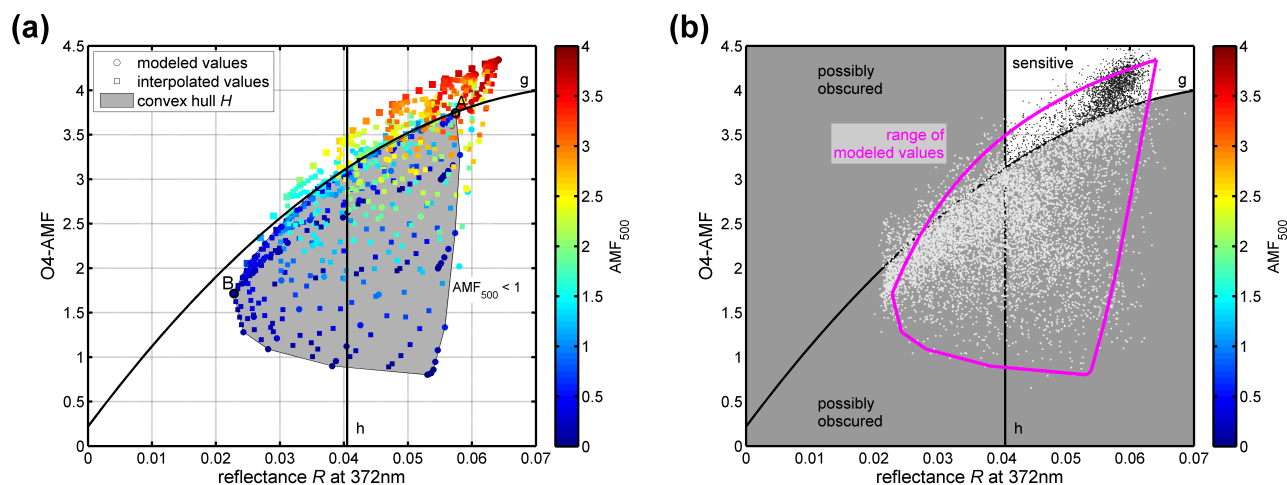 (a)
4.5
4
3.5
3
2.5
2
1.5
1
0.5
0
O4-AMF
modeled values
interpolated values
convex hull H
g
A
B
AMF500 < 1
h
0 0.01 0.02 0.03 0.04 0.05 0.06 0.07
reflectance R at 372nm
4
3.5
3
2.5
2
1.5
1
0.5
0
AMF500
(b)
4.5
4
3.5
3
2.5
2
1.5
1
0.5
0
O4-AMF
possibly
obscured
sensitive
g
range of
modeled values
possibly
obscured
h
0 0.01 0.02 0.03 0.04 0.05 0.06 0.07
reflectance R at 372nm
4
3.5
3
2.5
2
1.5
1
0.5
0
AMF500